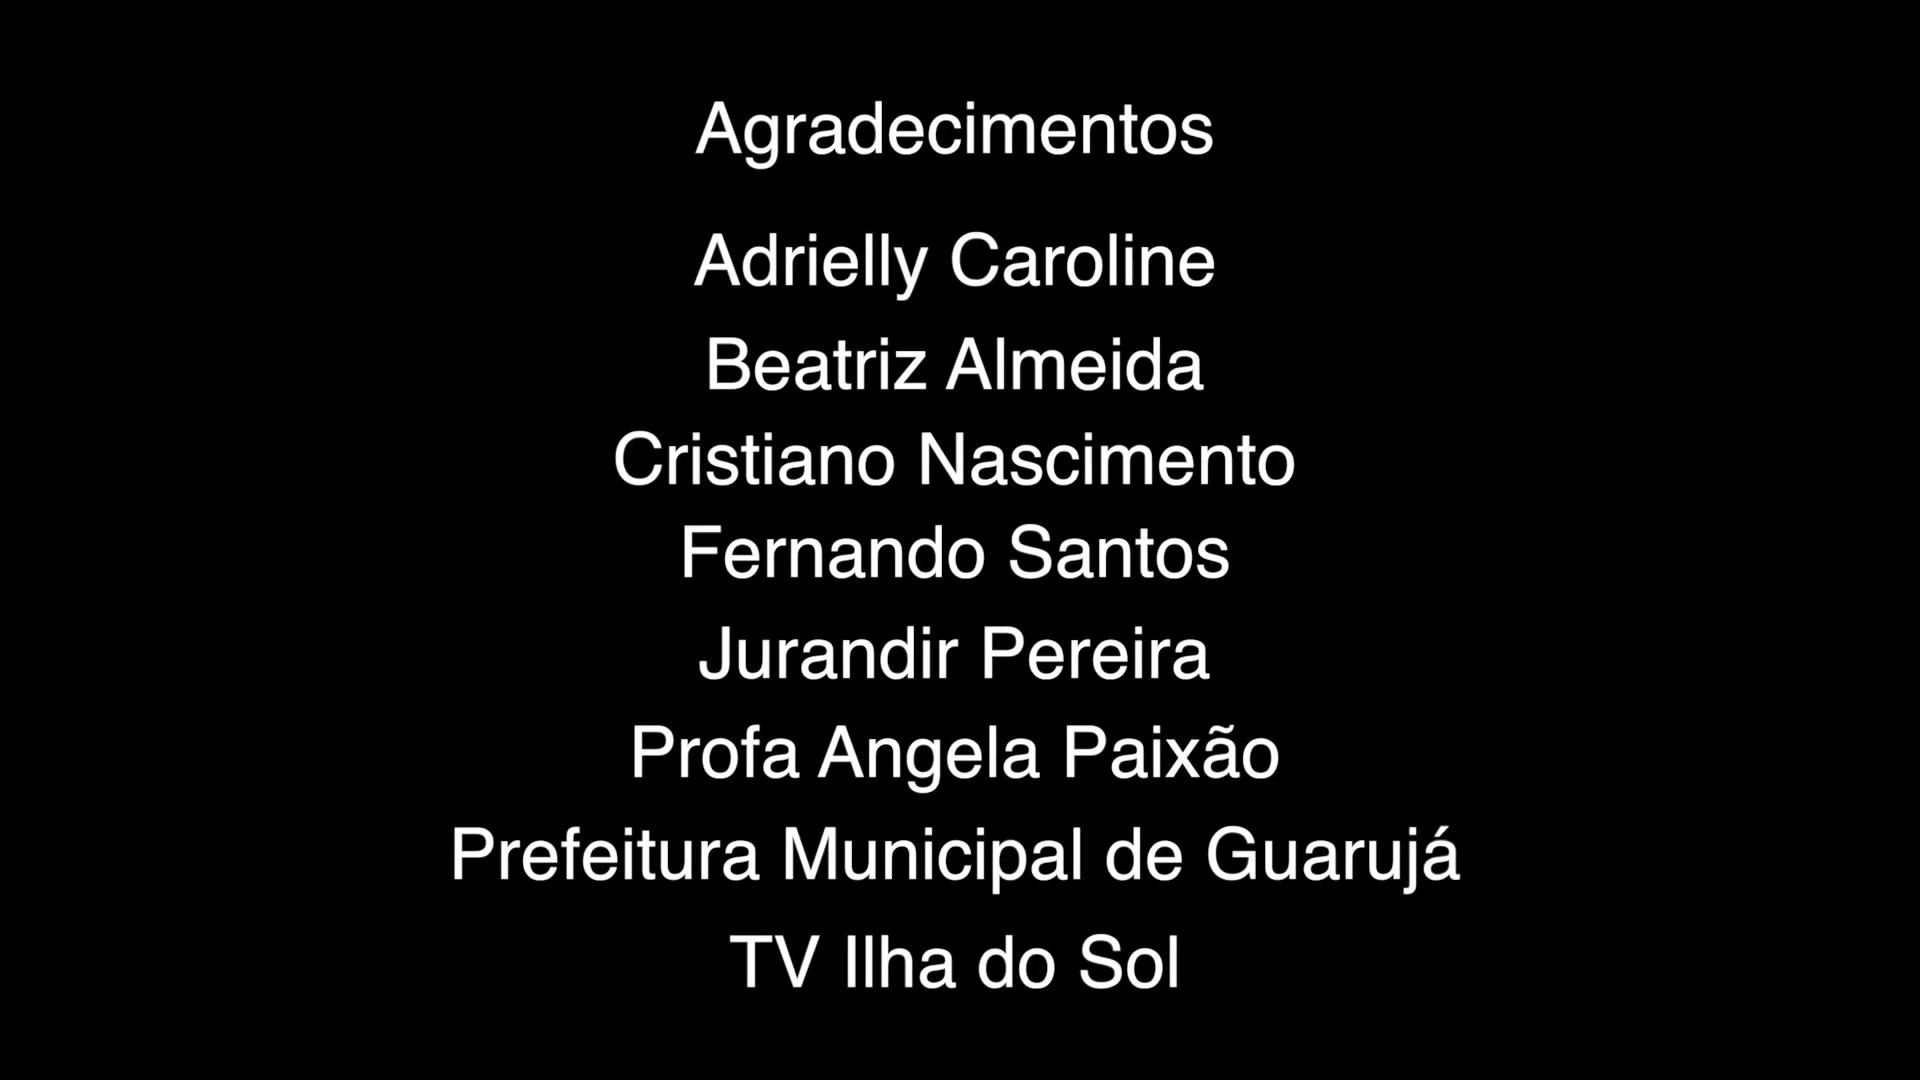 Agradecimentos
Adrielly Caroline
Beatriz Almeida
Cristiano Nascimento
Fernando Santos
Jurandir Pereira
Profa Angela Paixão
Prefeitura Municipal de Guarujá
TV Ilha do Sol